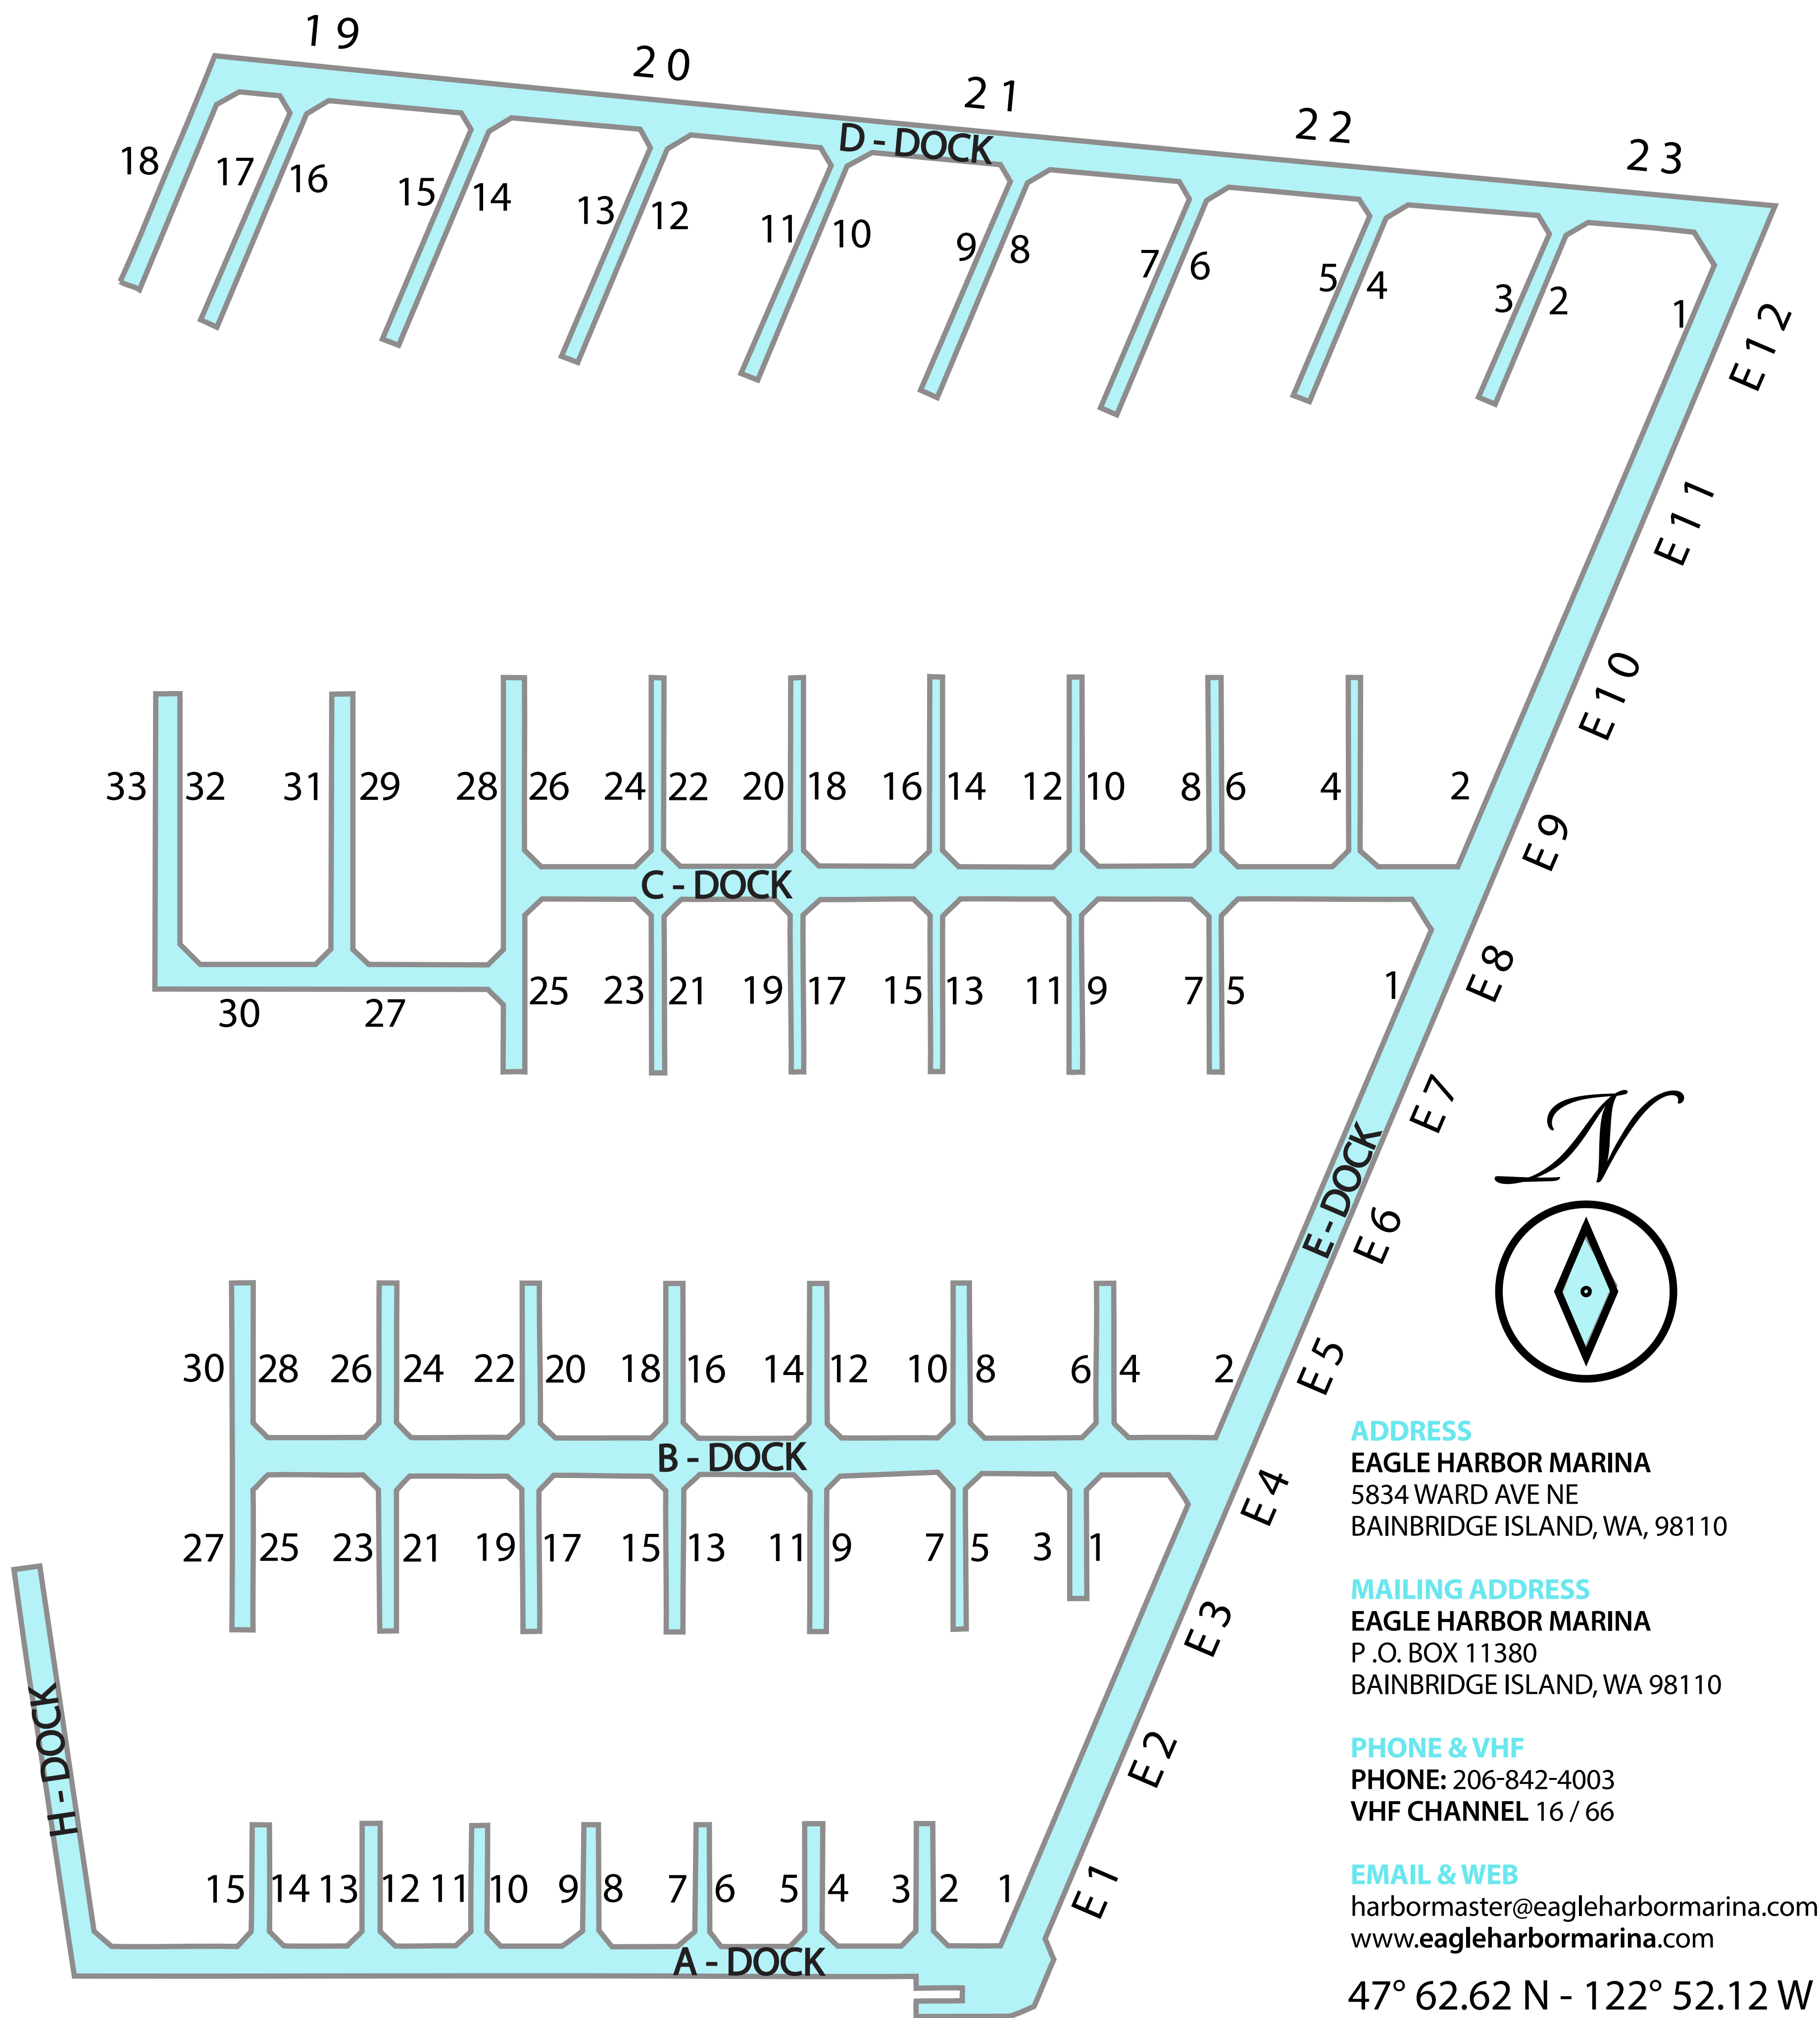 19
20
21
22
23
D - DOCK
18
17
16
15
14
13
12
11
10
9
8
7
6
5
4
3
2
1
E12
E11
E10
E9
E8
E7
E6
E5
E4
E3
E2
E1
E - DOCK
33
32
31
29
28
26
24
22
20
18
16
14
12
10
8
6
4
2
C - DOCK
30
27
25
23
21
19
17
15
13
11
9
7
5
1
N
30
28
26
24
22
20
18
16
14
12
10
8
6
4
2
B - DOCK
27
25
23
21
19
17
15
13
11
9
7
5
3
1
H - DOCK
15
14
13
12
11
10
9
8
7
6
5
4
3
2
1
A - DOCK
ADDRESS
EAGLE HARBOR MARINA
5834 WARD AVE NE
BAINBRIDGE ISLAND, WA, 98110
MAILING ADDRESS
EAGLE HARBOR MARINA
P .O. BOX 11380
BAINBRIDGE ISLAND, WA 98110
PHONE & VHF
PHONE: 206-842-4003
VHF CHANNEL 16 / 66
EMAIL & WEB
harbormaster@eagleharbormarina.com
www.eagleharbormarina.com
47° 62.62 N - 122° 52.12 W